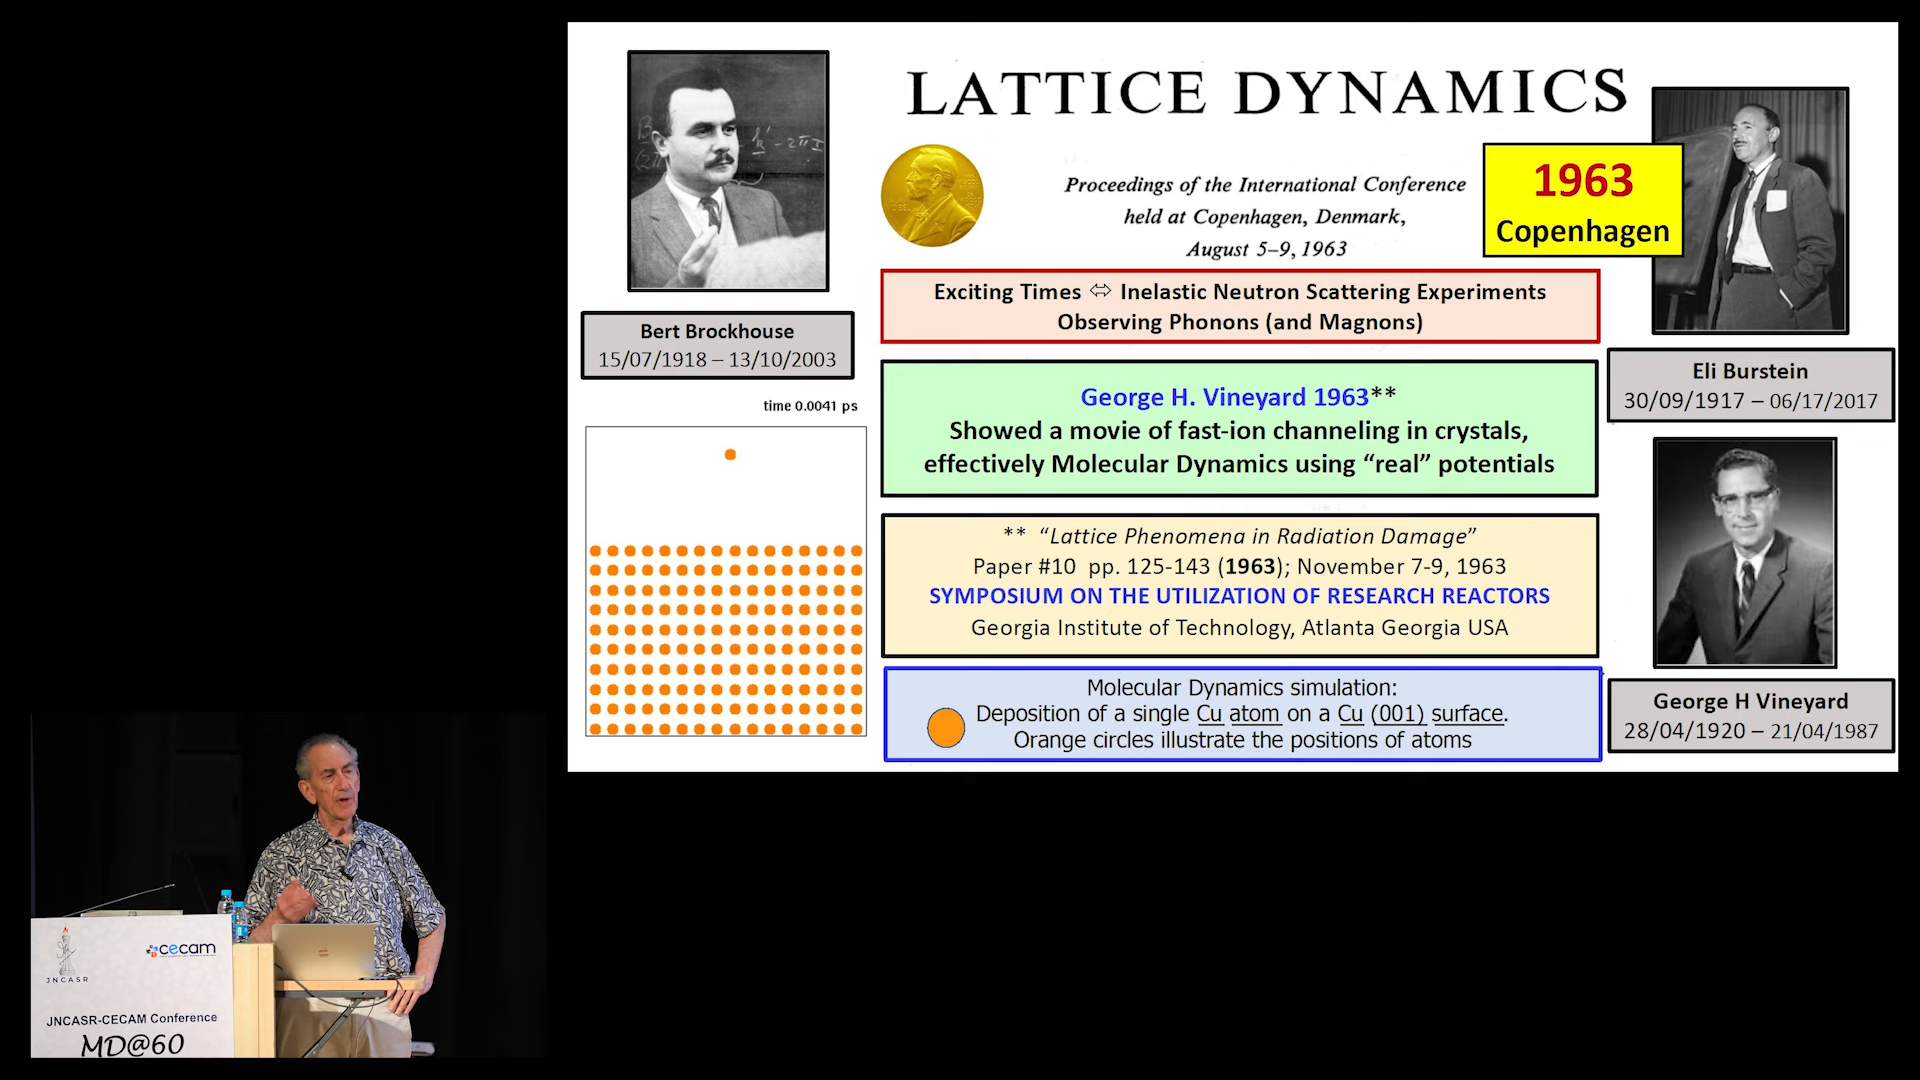 LATTICE DYNAMICS
Proceedings of the International Conference
held at Copenhagen, Denmark,
August 5–9, 1963
1963
Copenhagen
Bert Brockhouse
15/07/1918 – 13/10/2003
Exciting Times ⬄ Inelastic Neutron Scattering Experiments
Observing Phonons (and Magnons)
Eli Burstein
30/09/1917 – 06/17/2017
time 0.0041 ps
George H. Vineyard 1963**
Showed a movie of fast-ion channeling in crystals,
effectively Molecular Dynamics using “real” potentials
** “Lattice Phenomena in Radiation Damage”
Paper #10 pp. 125-143 (1963); November 7-9, 1963
SYMPOSIUM ON THE UTILIZATION OF RESEARCH REACTORS
Georgia Institute of Technology, Atlanta Georgia USA
Molecular Dynamics simulation:
Deposition of a single Cu atom on a Cu (001) surface.
Orange circles illustrate the positions of atoms
George H Vineyard
28/04/1920 – 21/04/1987
JNCASR
cecam
JNCASR-CECAM Conference
MD@60